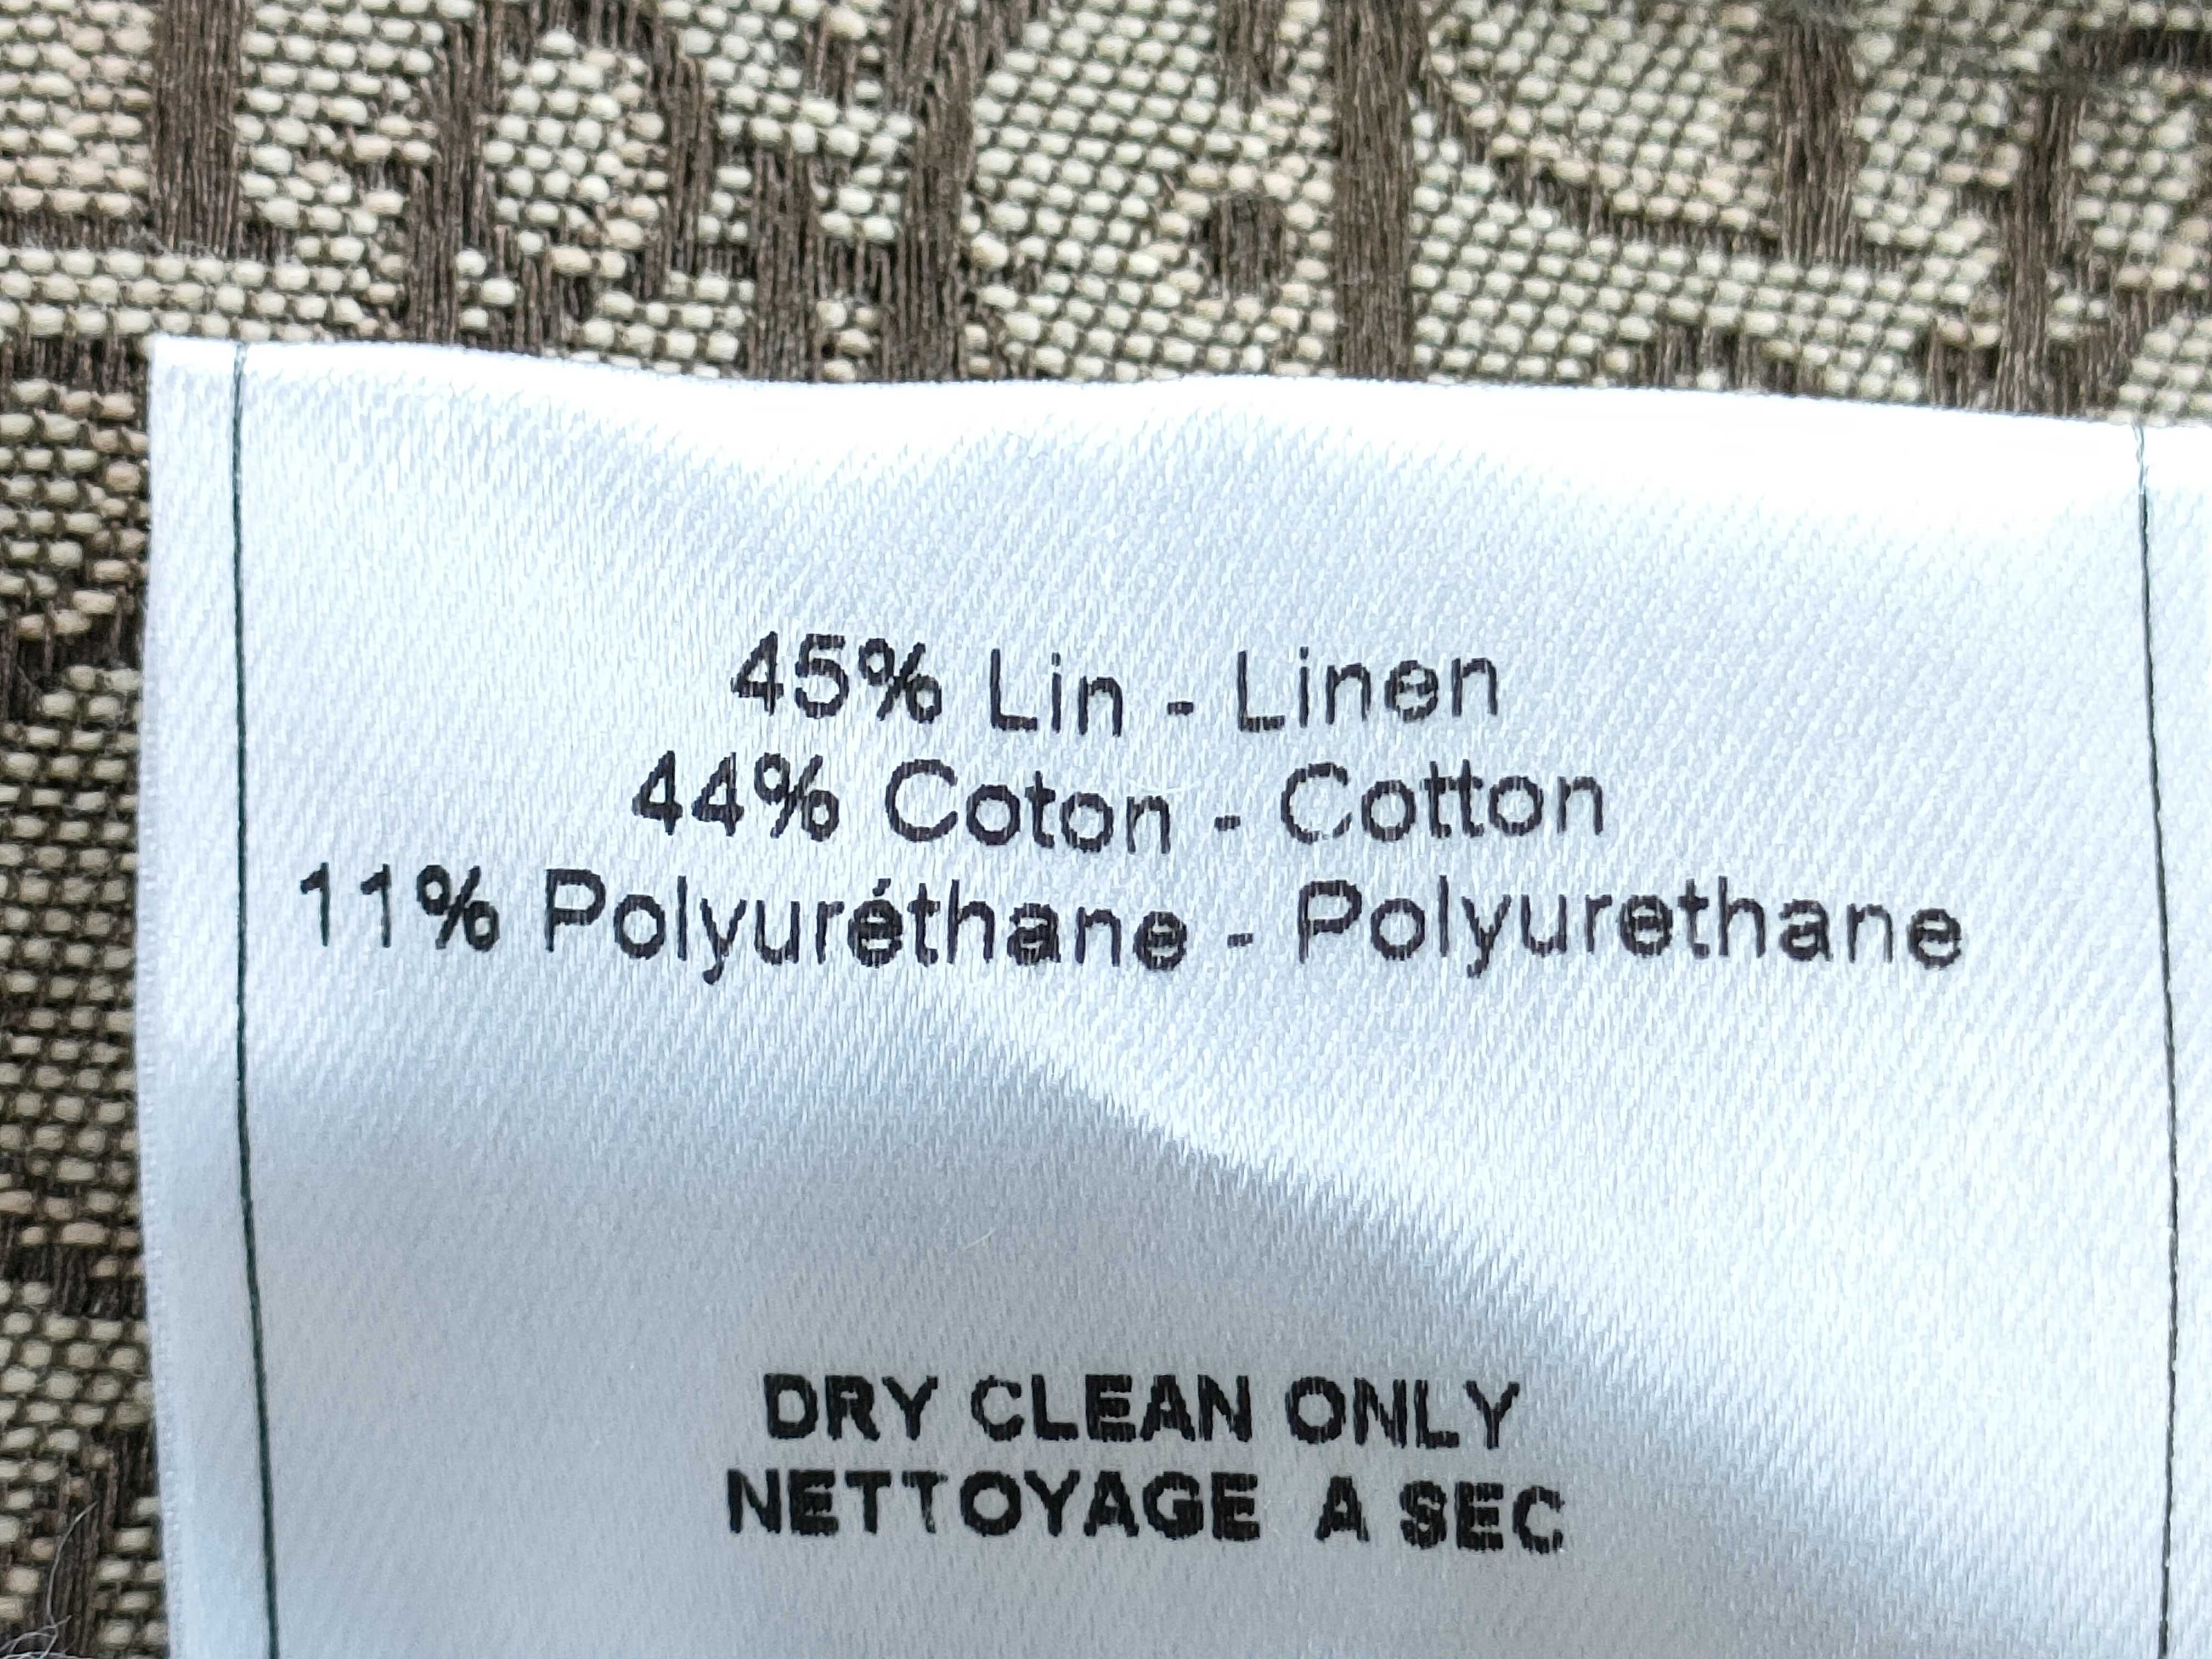 45% Lin - Linen
44% Coton - Cotton
11% Polyuréthane - Polyurethane
DRY CLEAN ONLY
NETTOYAGE A SEC